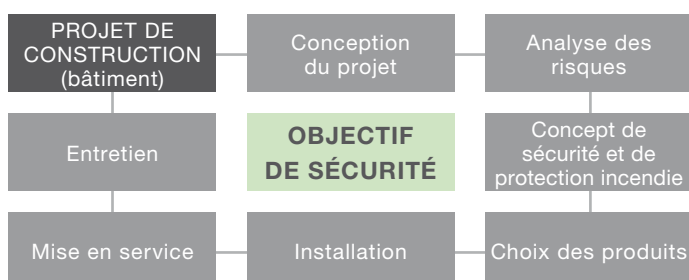 PROJET DE
CONSTRUCTION
(bâtiment)
Conception
du projet
Analyse des
risques
Entretien
OBJECTIF
DE SÉCURITÉ
Concept de
sécurité et de
protection incendie
Mise en service
Installation
Choix des produits